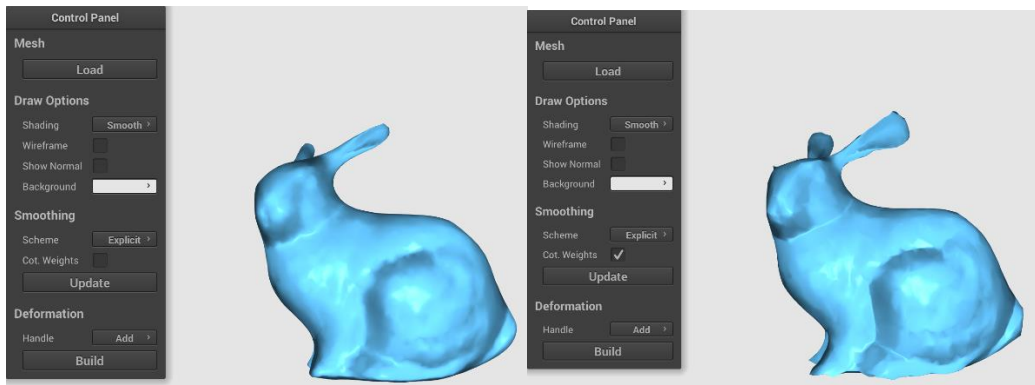 Control Panel
Mesh
Load
Draw Options
Shading Smooth
Wireframe
Show Normal
Background
Smoothing
Scheme Explicit
Cot. Weights
Update
Deformation
Handle Add
Build
Control Panel
Mesh
Load
Draw Options
Shading Smooth
Wireframe
Show Normal
Background
Smoothing
Scheme Explicit
Cot. Weights
Update
Deformation
Handle Add
Build